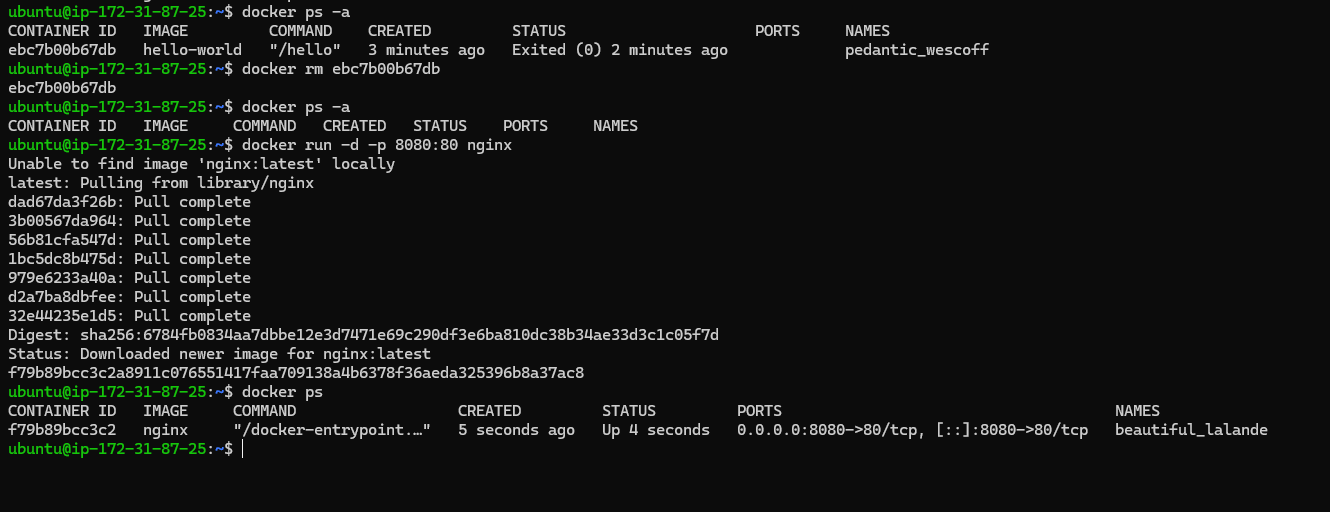 ubuntu@ip-172-31-87-25:~$ docker ps -a
CONTAINER ID   IMAGE         COMMAND    CREATED         STATUS                     PORTS     NAMES
ebc7b00b67db   hello-world   "/hello"   3 minutes ago   Exited (0) 2 minutes ago             pedantic_wescoff
ubuntu@ip-172-31-87-25:~$ docker rm ebc7b00b67db
ebc7b00b67db
ubuntu@ip-172-31-87-25:~$ docker ps -a
CONTAINER ID   IMAGE     COMMAND   CREATED   STATUS    PORTS     NAMES
ubuntu@ip-172-31-87-25:~$ docker run -d -p 8080:80 nginx
Unable to find image 'nginx:latest' locally
latest: Pulling from library/nginx
dad67da3f26b: Pull complete
3b00567da964: Pull complete
56b81cfa547d: Pull complete
1bc5dc8b475d: Pull complete
979e6233a40a: Pull complete
d2a7ba8dbfee: Pull complete
32e44235e1d5: Pull complete
Digest: sha256:6784fb0834aa7dbbe12e3d7471e69c290df3e6ba810dc38b34ae33d3c1c05f7d
Status: Downloaded newer image for nginx:latest
f79b89bcc3c2a8911c076551417faa709138a4b6378f36aeda325396b8a37ac8
ubuntu@ip-172-31-87-25:~$ docker ps
CONTAINER ID   IMAGE     COMMAND                  CREATED         STATUS         PORTS                                     NAMES
f79b89bcc3c2   nginx     "/docker-entrypoint.…"   5 seconds ago   Up 4 seconds   0.0.0.0:8080->80/tcp, [::]:8080->80/tcp   beautiful_lalande
ubuntu@ip-172-31-87-25:~$